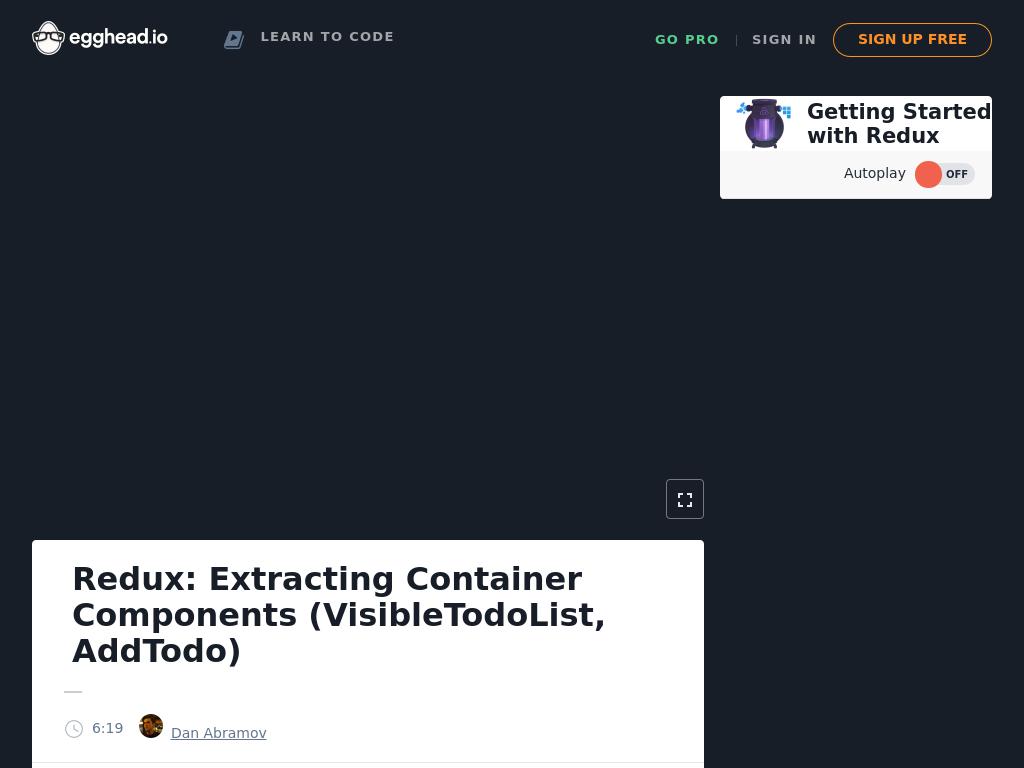 egghead.io
LEARN TO CODE
GO PRO
SIGN IN
SIGN UP FREE
Getting Started
with Redux
Autoplay
OFF
Redux: Extracting Container
Components (VisibleTodoList,
AddTodo)
6:19
Dan Abramov